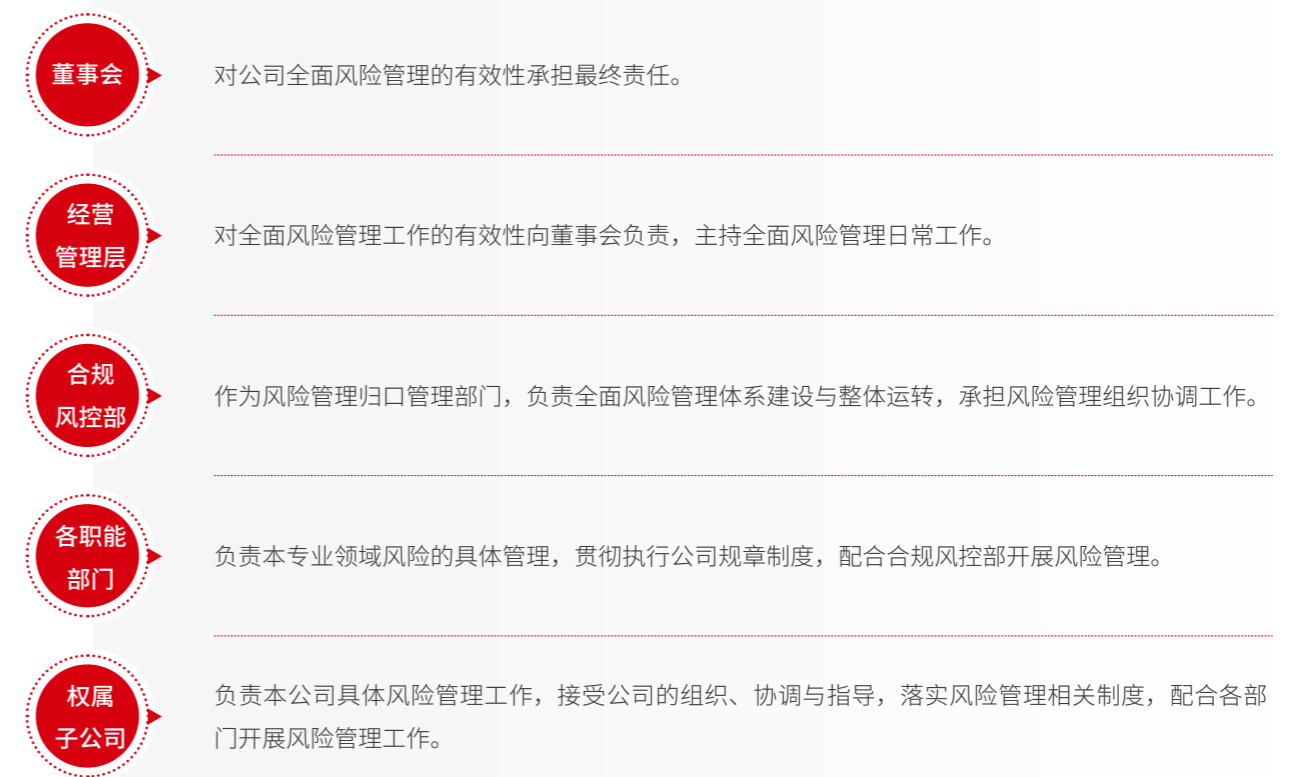 董事会
对公司全面风险管理的有效性承担最终责任。
经营
管理层
对全面风险管理工作的有效性向董事会负责，主持全面风险管理日常工作。
合规
风控部
作为风险管理归口管理部门，负责全面风险管理体系建设与整体运转，承担风险管理组织协调工作。
各职能
部门
负责本专业领域风险的具体管理，贯彻执行公司规章制度，配合合规风控部开展风险管理。
权属
子公司
负责本公司具体风险管理工作，接受公司的组织、协调与指导，落实风险管理相关制度，配合各部
门开展风险管理工作。